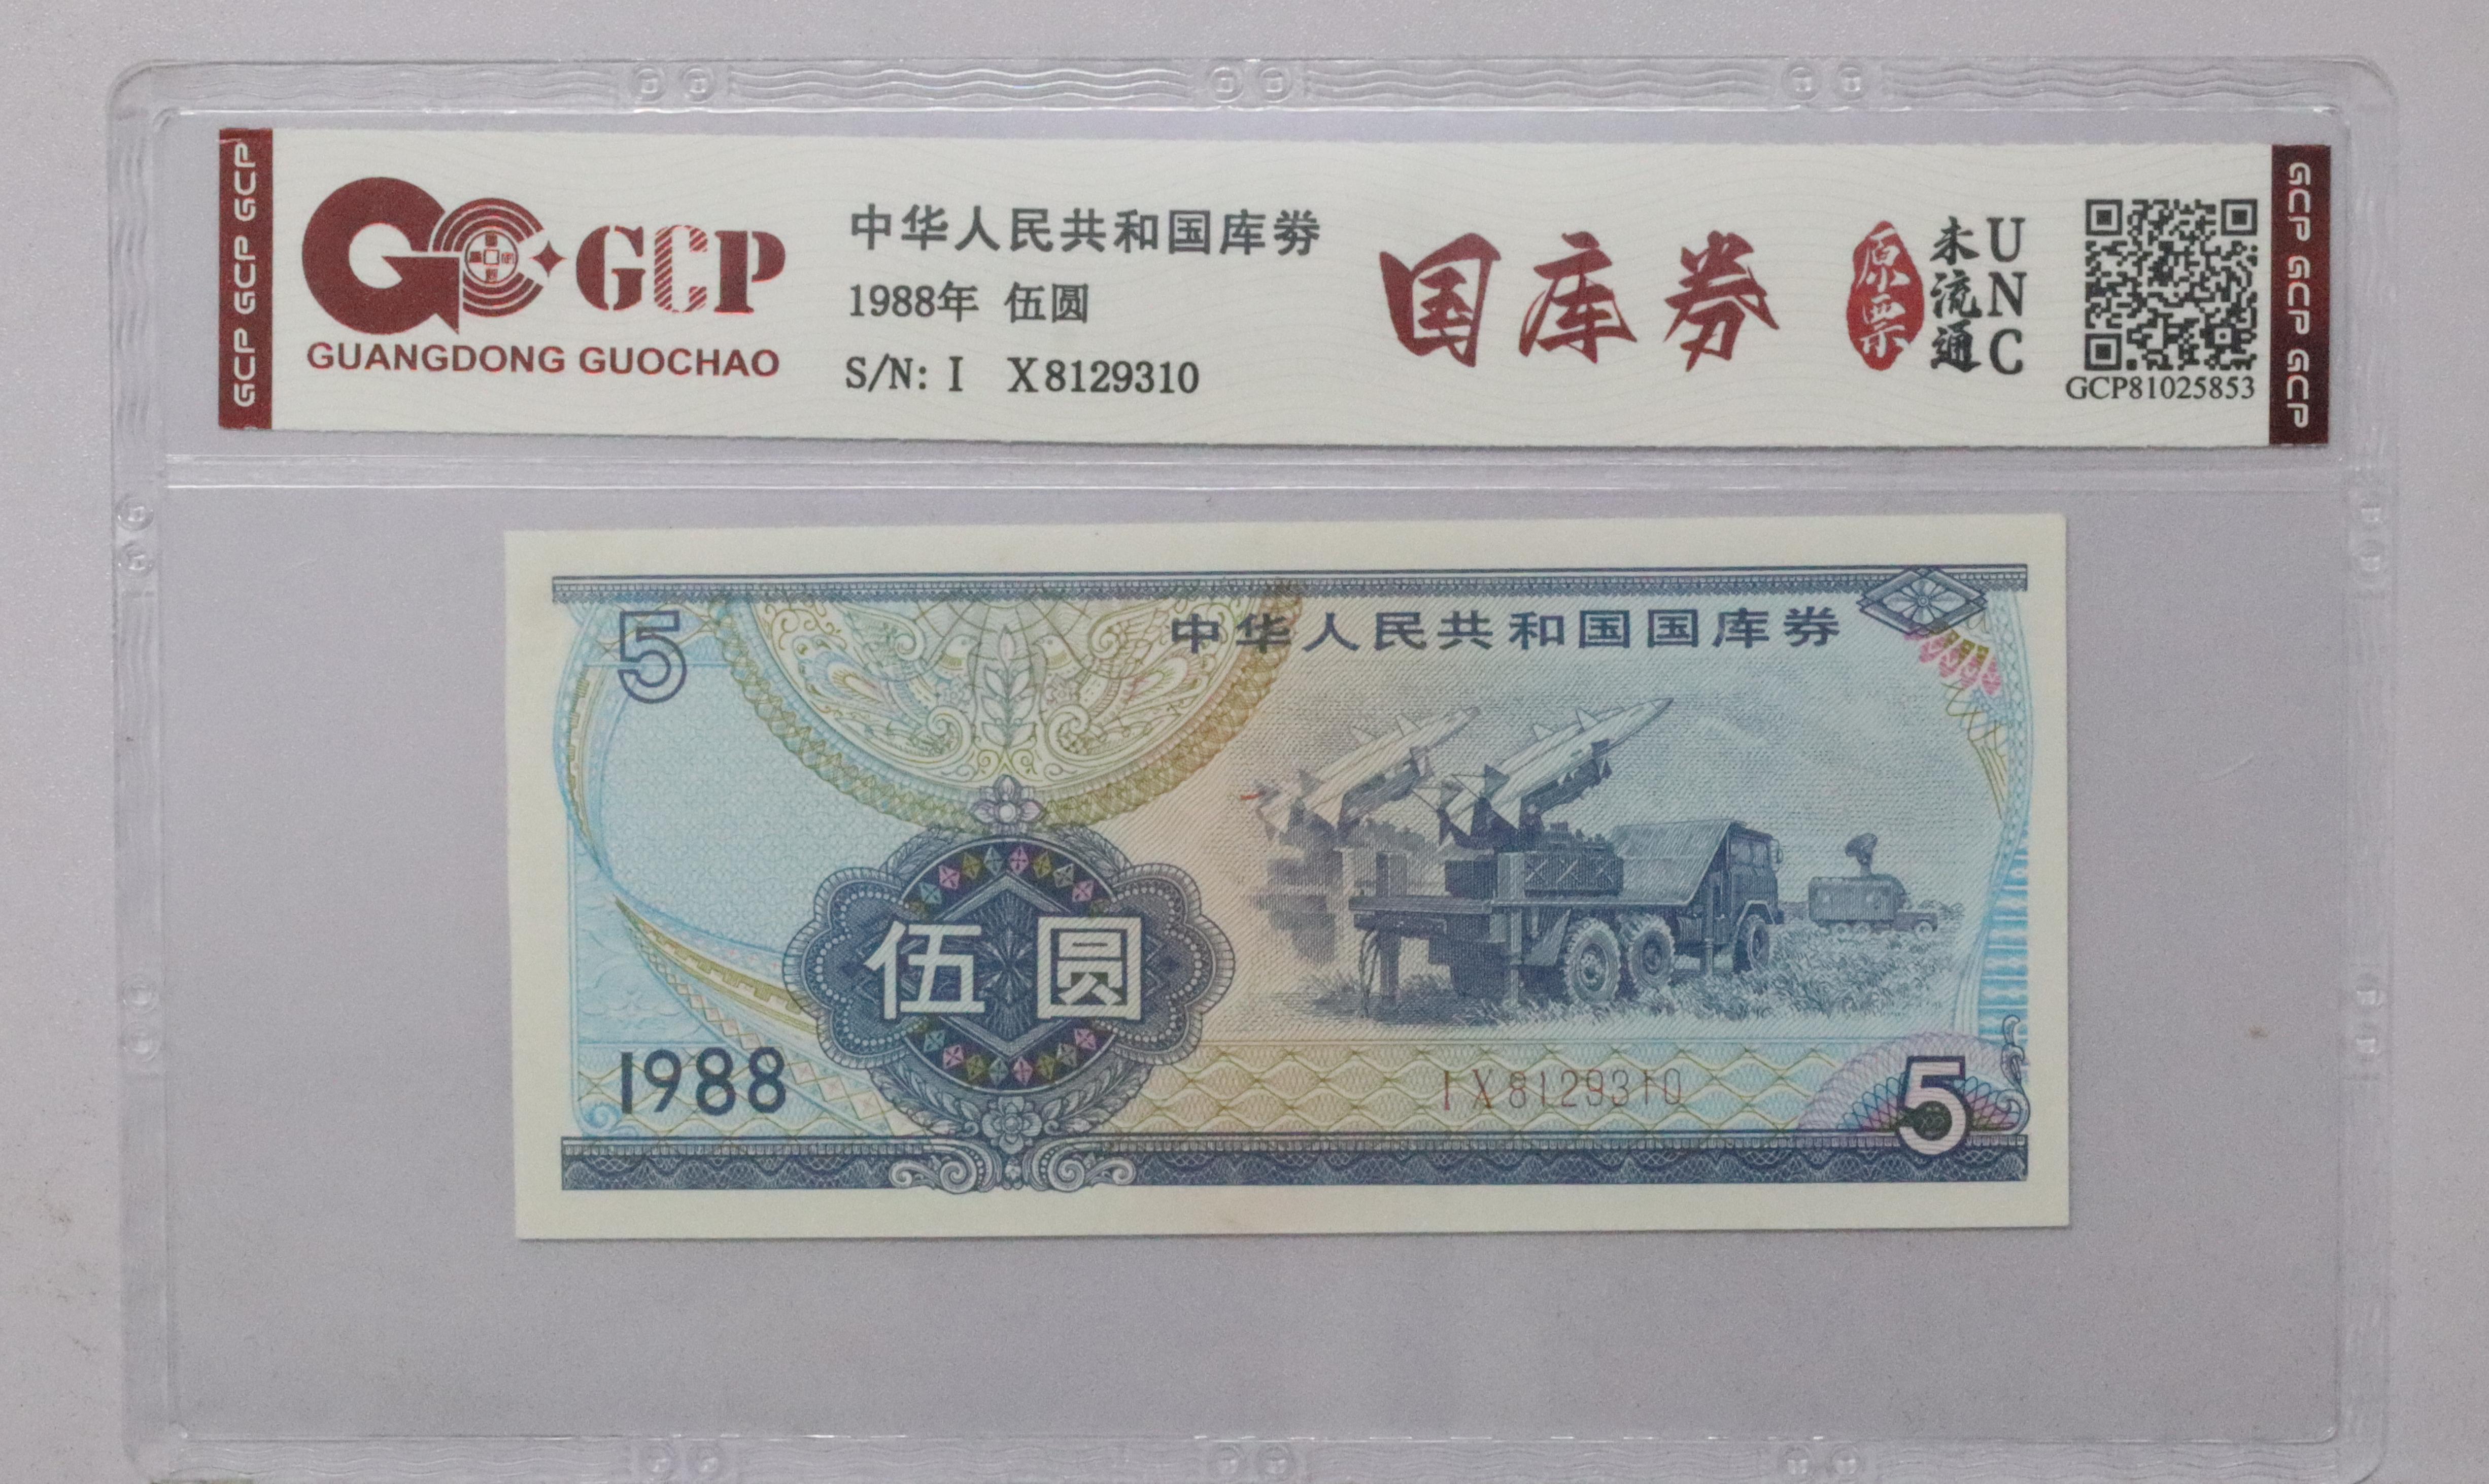 GCP GCP GCP
GCP
GUANGDONG GUOCHAO
中华人民共和国库券
1988年 伍圆
S/N: I X8129310
国库券
原票
未流通
UNC
GCP81025853
GCP GCP GCP
5
中华人民共和国国库券
伍圆
1988
IX8129310
5